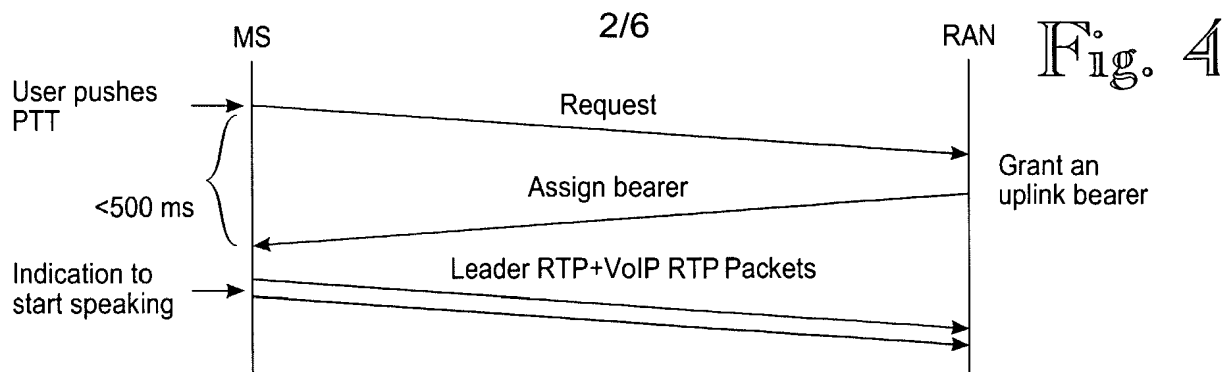 2/6
Fig. 4
MS
RAN
User pushes
PTT
Request
Grant an
uplink bearer
Assign bearer
<500 ms
Leader RTP+VoIP RTP Packets
Indication to
start speaking